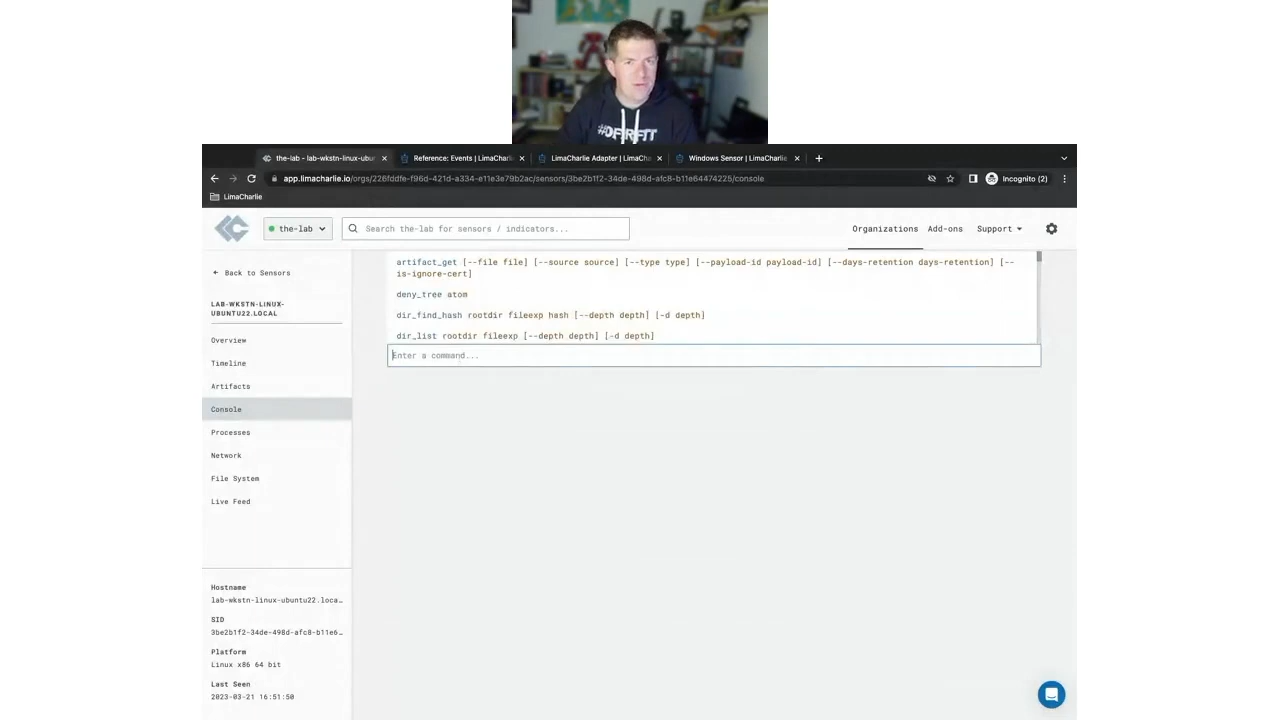 #DFIRFIT
the-lab - lab-wkstn-linux-ubu
Reference: Events | LimaCharli
LimaCharlie Adapter | LimaCha
Windows Sensor | LimaCharlie
app.limacharlie.io/orgs/226fddfe-f96d-421d-a334-e11e3e79b2ac/sensors/3be2b1f2-34de-498d-afc8-b11e64474225/console
Incognito (2)
LimaCharlie
the-lab
Search the-lab for sensors / indicators...
Organizations
Add-ons
Support
Back to Sensors
LAB-WKSTN-LINUX-
UBUNTU22.LOCAL
Overview
Timeline
Artifacts
Console
Processes
Network
File System
Live Feed
artifact_get [--file file] [--source source] [--type type] [--payload-id payload-id] [--days-retention days-retention] [--
is-ignore-cert]
deny_tree atom
dir_find_hash rootdir fileexp hash [--depth depth] [-d depth]
dir_list rootdir fileexp [--depth depth] [-d depth]
Enter a command...
Hostname
lab-wkstn-linux-ubuntu22.loca…
SID
3be2b1f2-34de-498d-afc8-b11e6…
Platform
Linux x86 64 bit
Last Seen
2023-03-21 16:51:50